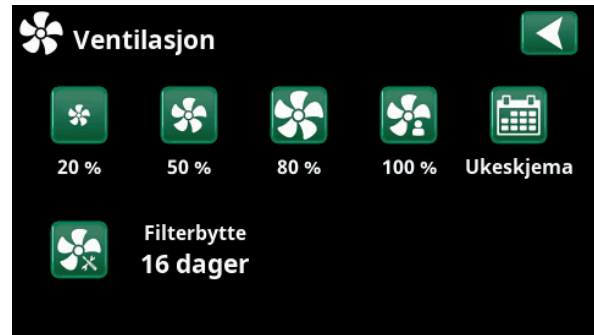 Ventilasjon
20 %
50 %
80 %
100 %
Ukeskjema
Filterbytte
16 dager